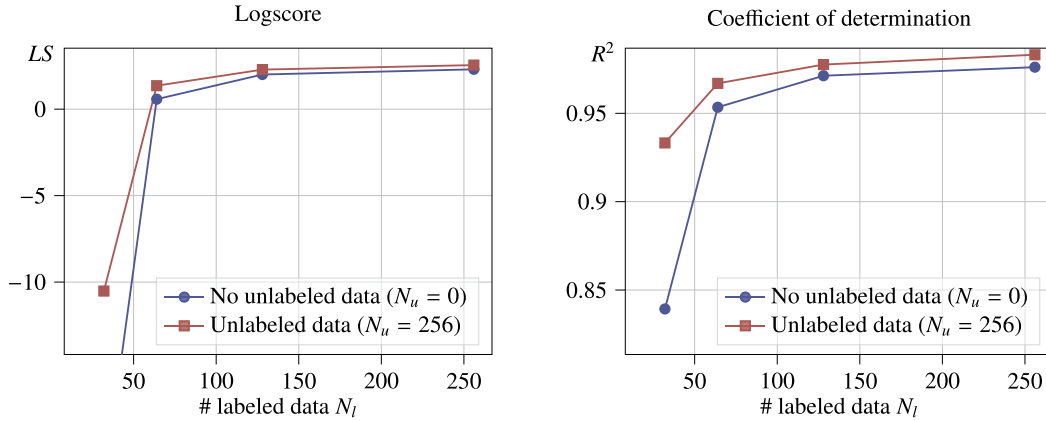 Logscore
LS
0
−5
−10
No unlabeled data (N_u = 0)
Unlabeled data (N_u = 256)
50 100 150 200 250
# labeled data N_l
Coefficient of determination
R²
0.95
0.9
0.85
No unlabeled data (N_u = 0)
Unlabeled data (N_u = 256)
50 100 150 200 250
# labeled data N_l